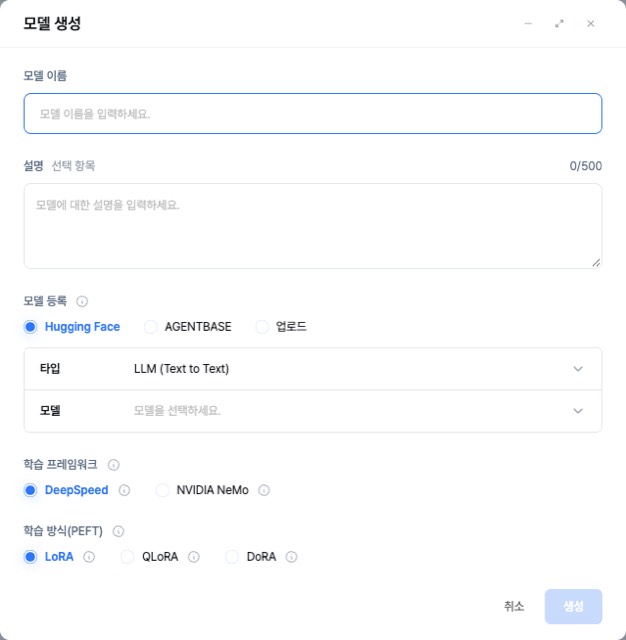 모델 생성
모델 이름
모델 이름을 입력하세요.
설명 선택 항목 0/500
모델에 대한 설명을 입력하세요.
모델 등록
Hugging Face AGENTBASE 업로드
타입 LLM (Text to Text)
모델 모델을 선택하세요.
학습 프레임워크
DeepSpeed NVIDIA NeMo
학습 방식(PEFT)
LoRA QLoRA DoRA
취소 생성